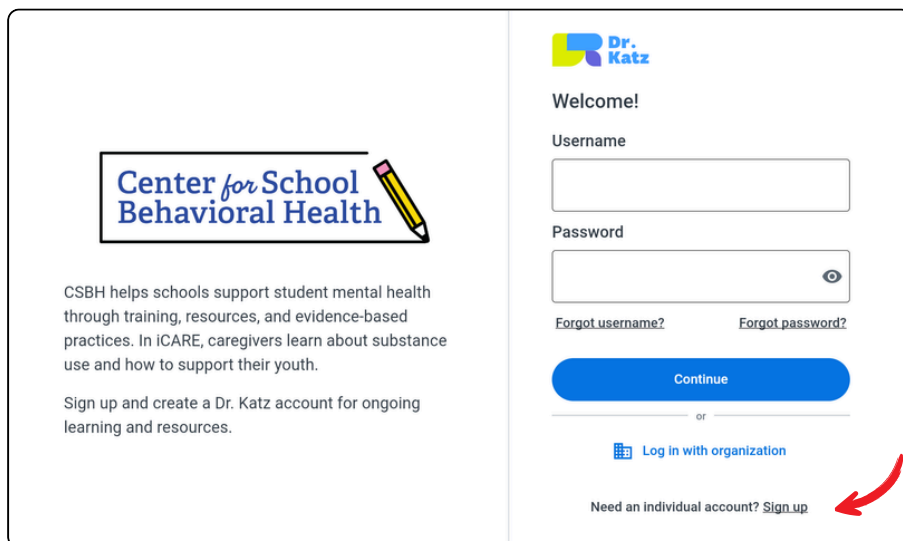 Center for School
Behavioral Health
CSBH helps schools support student mental health
through training, resources, and evidence-based
practices. In iCARE, caregivers learn about substance
use and how to support their youth.
Sign up and create a Dr. Katz account for ongoing
learning and resources.
Dr.
Katz
Welcome!
Username
Password
Forgot username? Forgot password?
Continue
or
Log in with organization
Need an individual account? Sign up